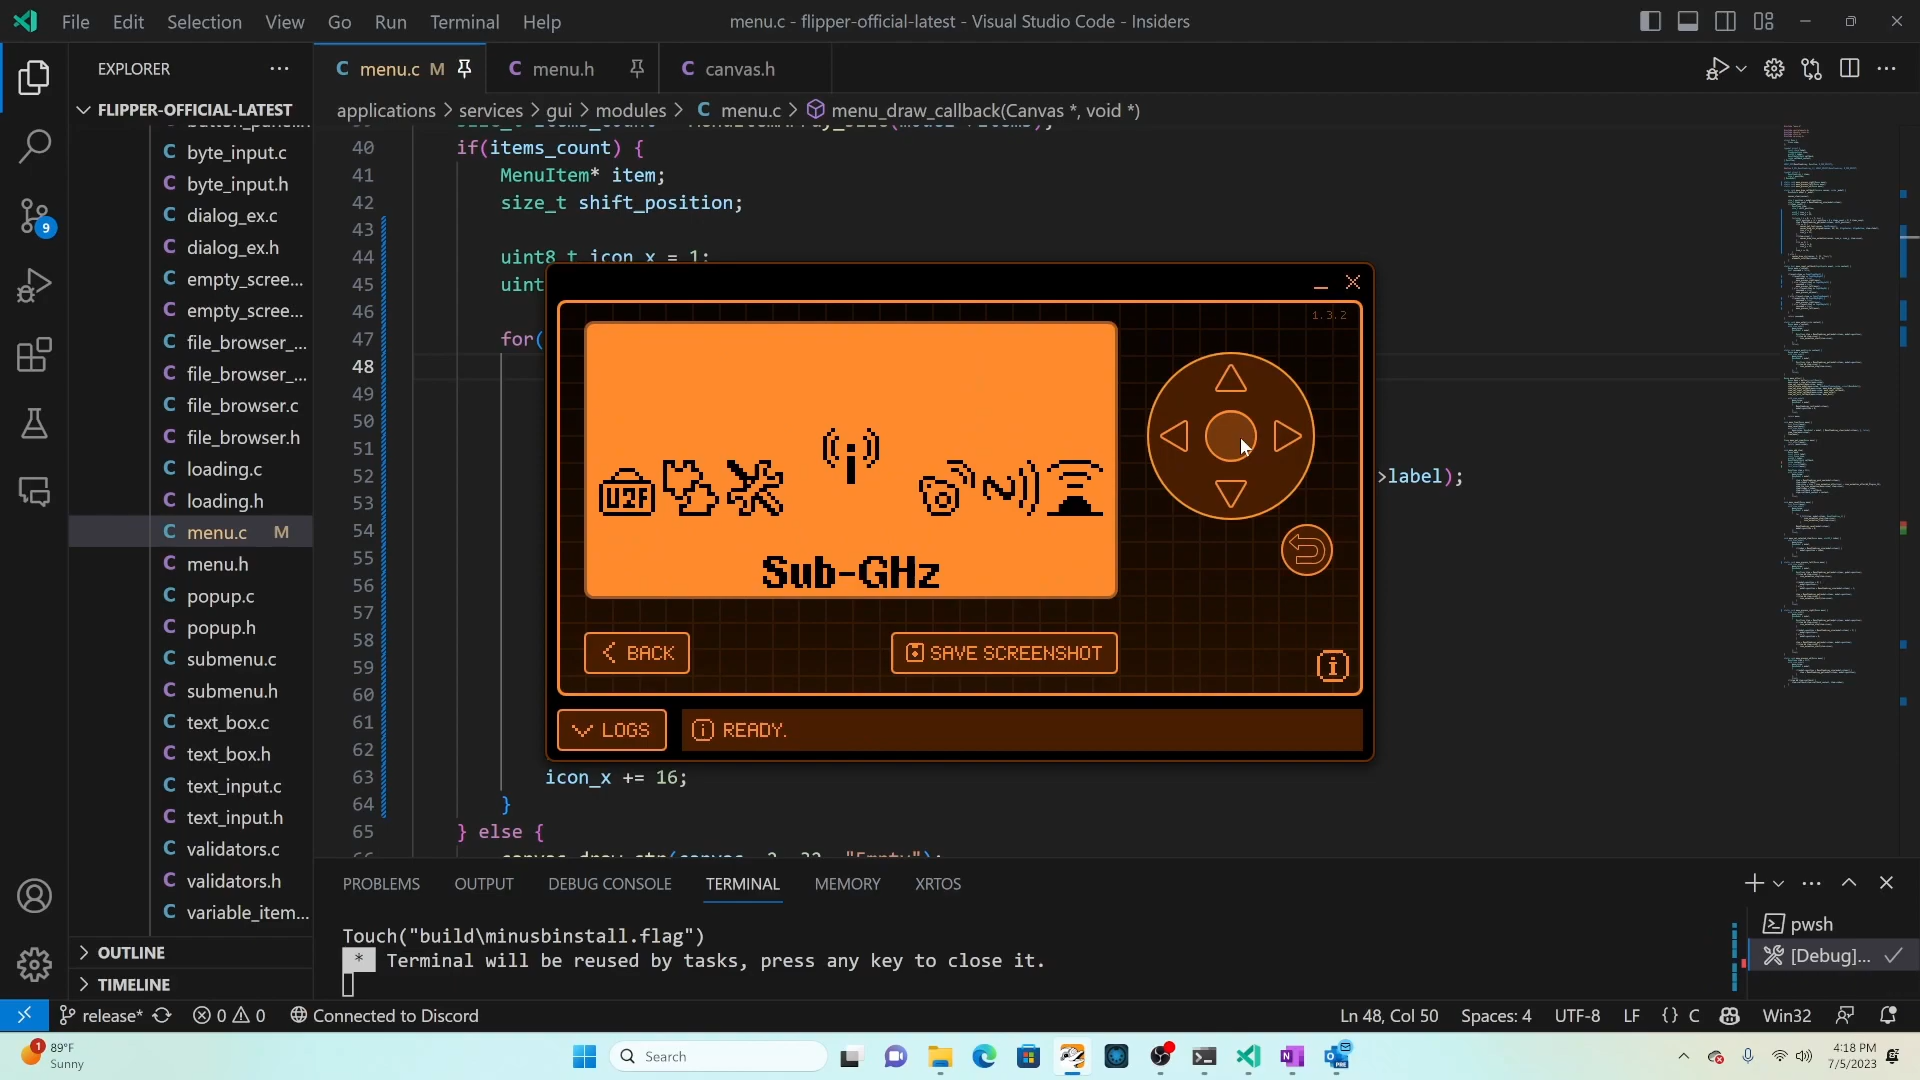 File Edit Selection View Go Run Terminal Help
menu.c - flipper-official-latest - Visual Studio Code - Insiders
EXPLORER
FLIPPER-OFFICIAL-LATEST
byte_input.c
byte_input.h
dialog_ex.c
dialog_ex.h
empty_scree...
empty_scree...
file_browser_...
file_browser_...
file_browser.c
file_browser.h
loading.c
loading.h
menu.c M
menu.h
popup.c
popup.h
submenu.c
submenu.h
text_box.c
text_box.h
text_input.c
text_input.h
validators.c
validators.h
variable_item...
OUTLINE
TIMELINE
9
C menu.c M
C menu.h
C canvas.h
applications > services > gui > modules > C menu.c > menu_draw_callback(Canvas *, void *)
40 if(items_count) {
41 MenuItem* item;
42 size_t shift_position;
43
44 uint8_t icon_x = 1;
45 uint
46
47 for(
48
49
50
51
52 >label);
53
54
55
56
57
58
59
60
61
62
63 icon_x += 16;
64 }
65 } else {
1.3.2
U2F
Sub-GHz
BACK
SAVE SCREENSHOT
LOGS
READY.
PROBLEMS OUTPUT DEBUG CONSOLE TERMINAL MEMORY XRTOS
Touch("build\minusbinstall.flag")
* Terminal will be reused by tasks, press any key to close it.
pwsh
[Debug]...
release* 0 0 Connected to Discord
Ln 48, Col 50 Spaces: 4 UTF-8 LF {} C Win32
1
89°F
Sunny
Search
4:18 PM
7/5/2023